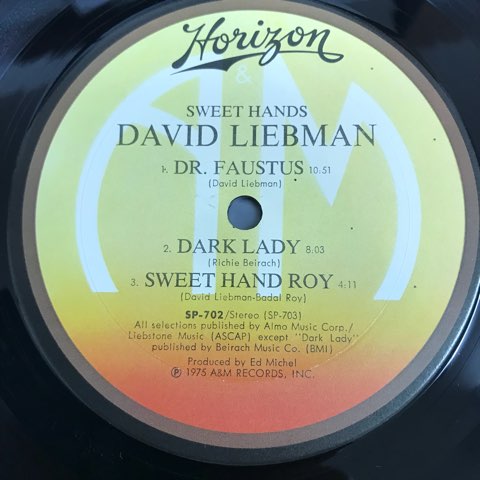 Horizon
&
AM
SWEET HANDS
DAVID LIEBMAN
1. DR. FAUSTUS 10:51
(David Liebman)
2. DARK LADY 8:03
(Richie Beirach)
3. SWEET HAND ROY 4:11
(David Liebman-Badal Roy)
SP-702/Stereo (SP-703)
All selections published by Almo Music Corp./
Liebstone Music (ASCAP) except "Dark Lady"
published by Beirach Music Co. (BMI)
Produced by Ed Michel
℗ 1975 A&M RECORDS, INC.